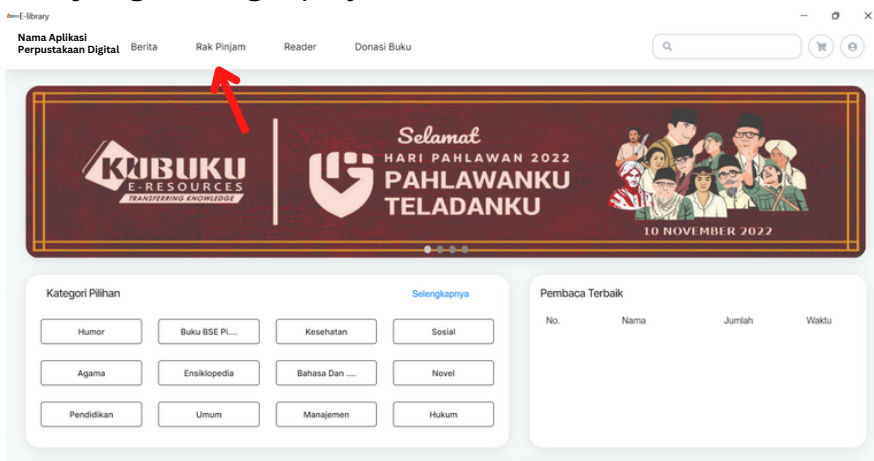 E-library
Nama Aplikasi
Perpustakaan Digital
Berita Rak Pinjam Reader Donasi Buku
KUBUKU
E-RESOURCES
TRANSFERRING KNOWLEDGE
Selamat
HARI PAHLAWAN 2022
PAHLAWANKU
TELADANKU
10 NOVEMBER 2022
Kategori Pilihan Selengkapnya
Humor Buku BSE Pi.... Kesehatan Sosial
Agama Ensiklopedia Bahasa Dan .... Novel
Pendidikan Umum Manajemen Hukum
Pembaca Terbaik
No. Nama Jumlah Waktu